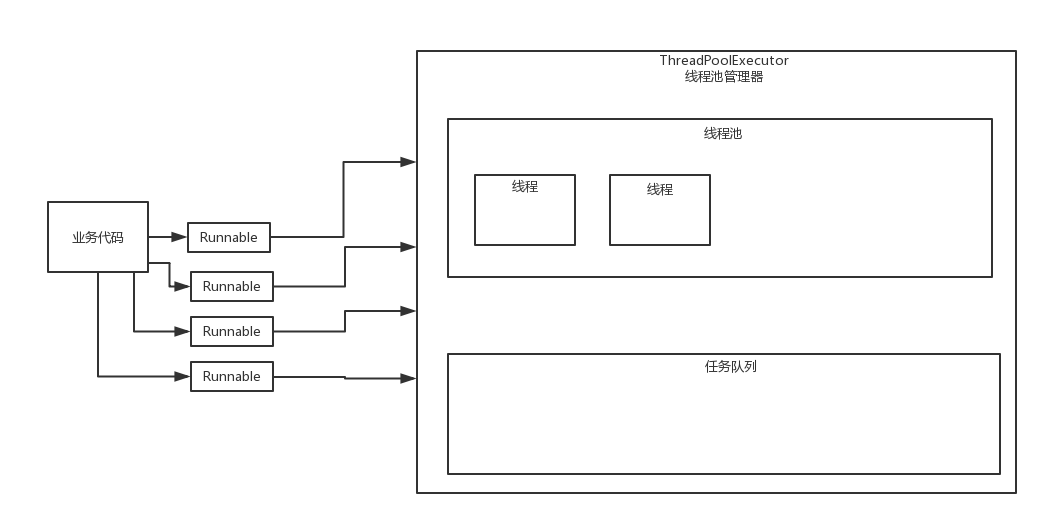 ThreadPoolExecutor
线程池管理器
线程池
线程
线程
业务代码
Runnable
Runnable
Runnable
Runnable
任务队列